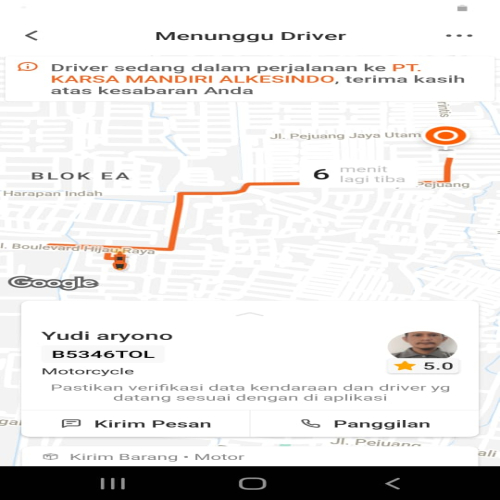 Menunggu Driver
Driver sedang dalam perjalanan ke PT.
KARSA MANDIRI ALKESINDO, terima kasih
atas kesabaran Anda
Jl. Pejuang Jaya Utam
BLOK EA
6 menit
lagi tiba
Pejuang
Harapan Indah
l. Boulevard Hijau Raya
Google
Yudi aryono
B5346TOL
Motorcycle
5.0
Pastikan verifikasi data kendaraan dan driver yg
datang sesuai dengan di aplikasi
Kirim Pesan
Panggilan
Jl. Pejuang
Kirim Barang • Motor